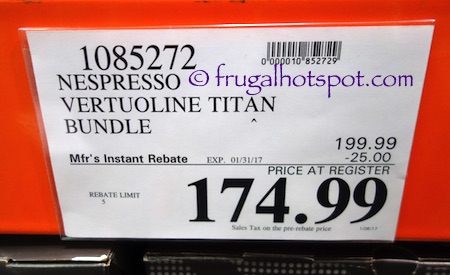 1085272
0000010852729
NESPRESSO
© frugalhotspot.com
VERTUOLINE TITAN
BUNDLE
199.99
Mfr's Instant Rebate EXP. 01/31/17 -25.00
PRICE AT REGISTER
REBATE LIMIT
5
174.99
Sales Tax on the pre-rebate price